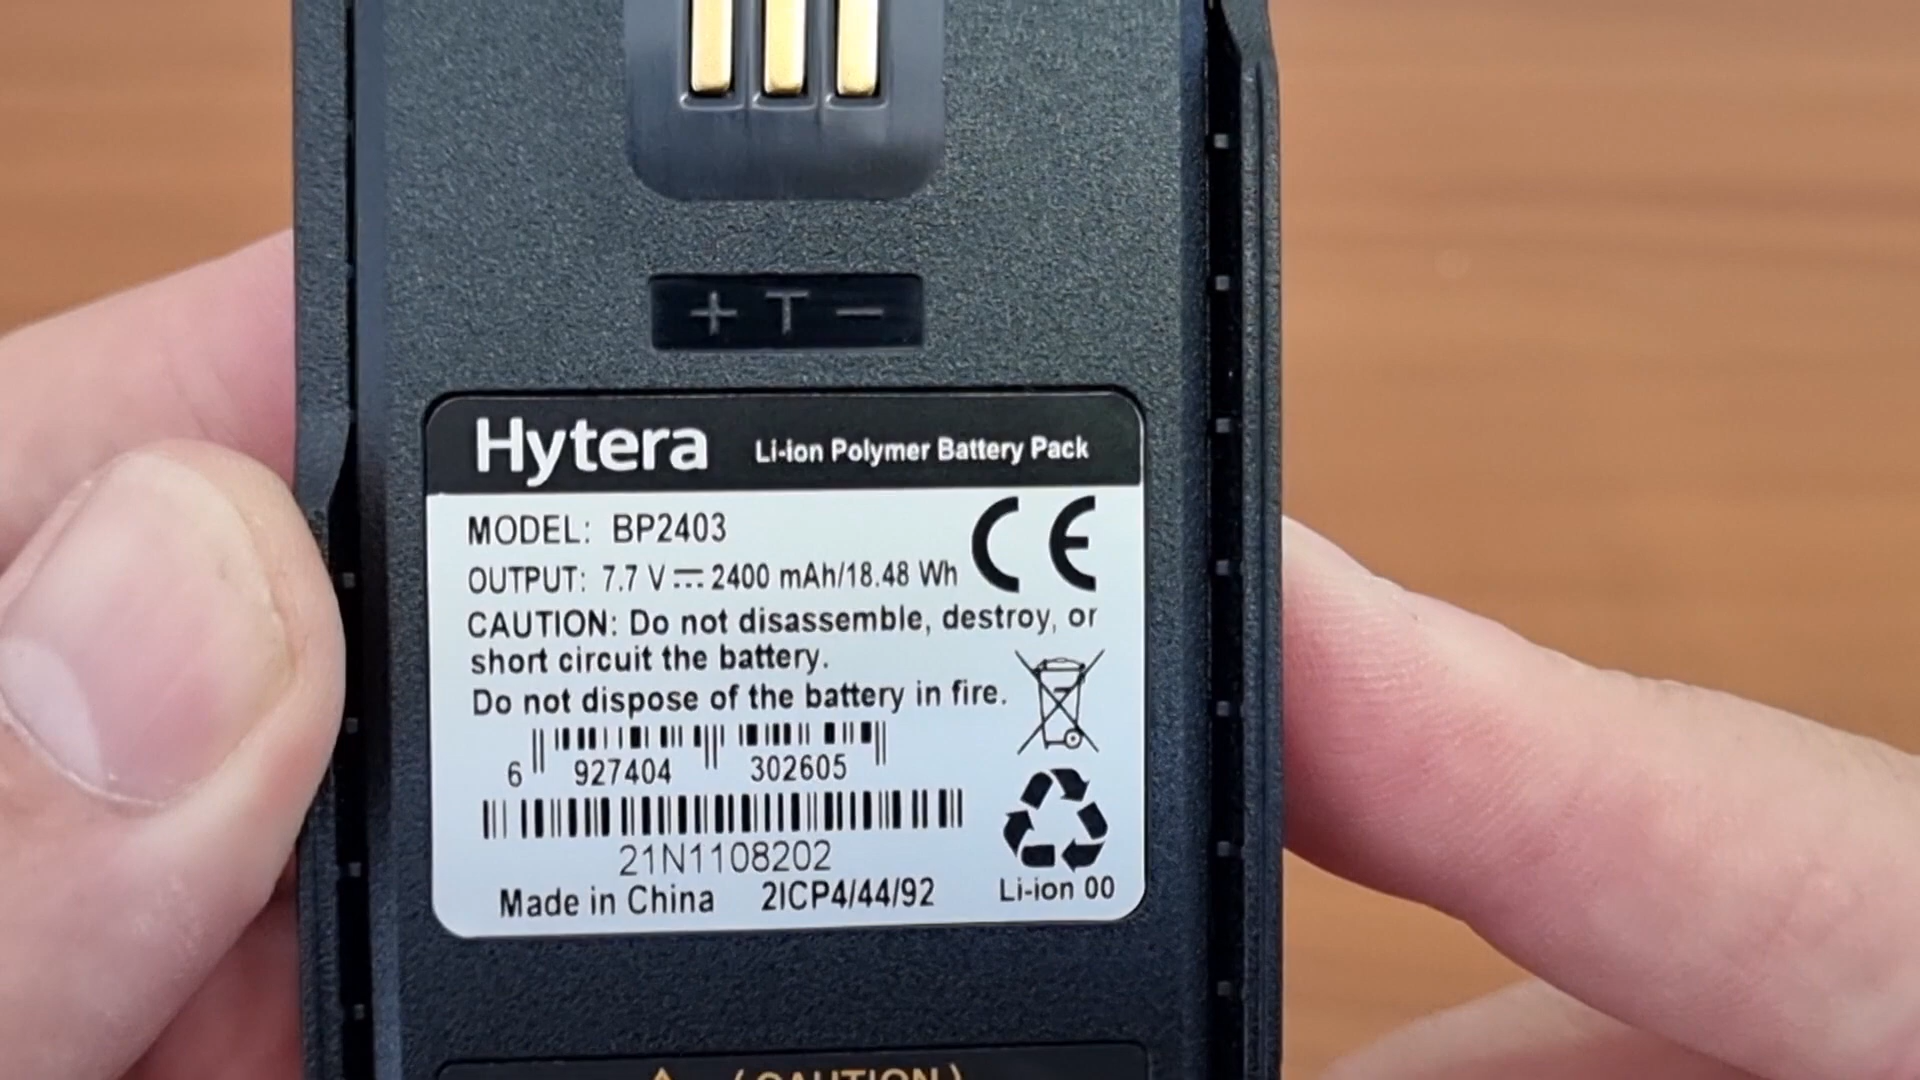 + T −
Hytera Li-ion Polymer Battery Pack
MODEL: BP2403
OUTPUT: 7.7 V⎓2400 mAh/18.48 Wh
CE
CAUTION: Do not disassemble, destroy, or
short circuit the battery.
Do not dispose of the battery in fire.
6 927404 302605
21N1108202
Made in China 2ICP4/44/92
Li-ion 00
(CAUTION)